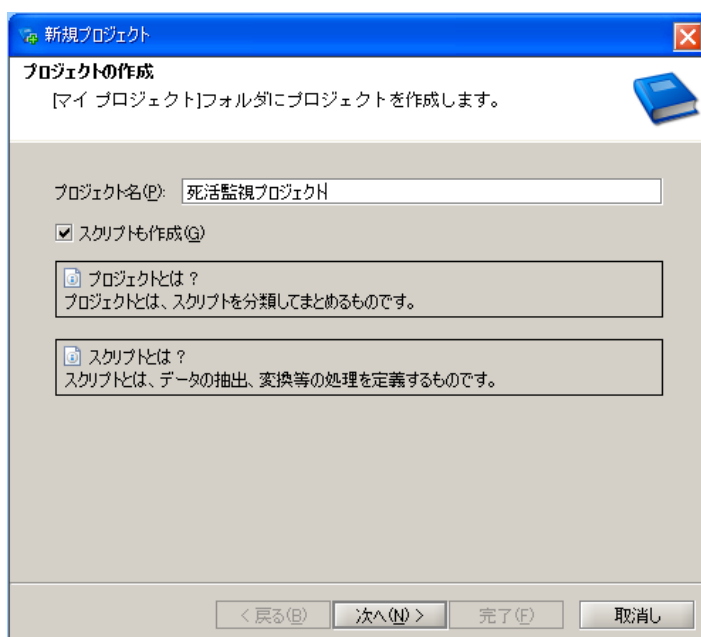 新規プロジェクト
プロジェクトの作成
[マイ プロジェクト]フォルダにプロジェクトを作成します。
プロジェクト名(P): 死活監視プロジェクト
スクリプトも作成(G)
プロジェクトとは？
プロジェクトとは、スクリプトを分類してまとめるものです。
スクリプトとは？
スクリプトとは、データの抽出、変換等の処理を定義するものです。
< 戻る(B) 次へ(N) > 完了(F) 取消し